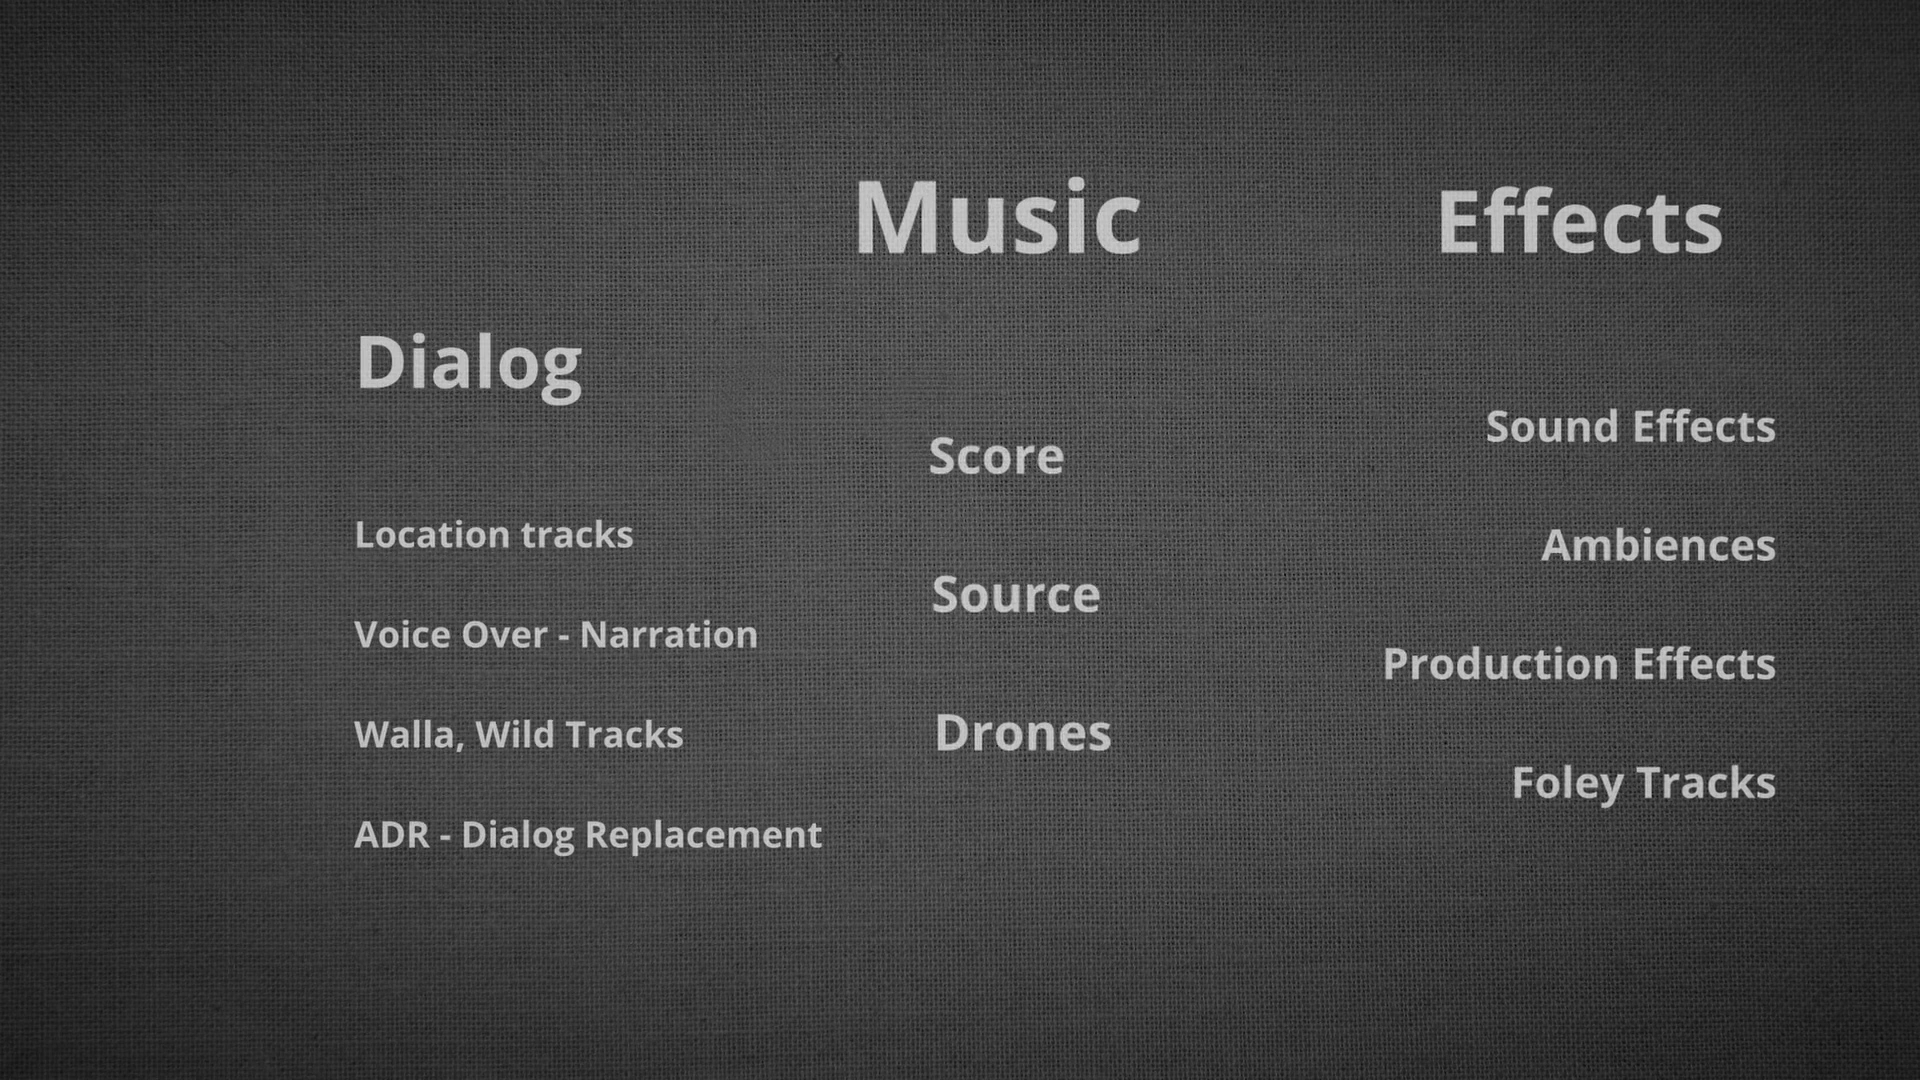 Dialog
Location tracks
Voice Over - Narration
Walla, Wild Tracks
ADR - Dialog Replacement
Music
Score
Source
Drones
Effects
Sound Effects
Ambiences
Production Effects
Foley Tracks